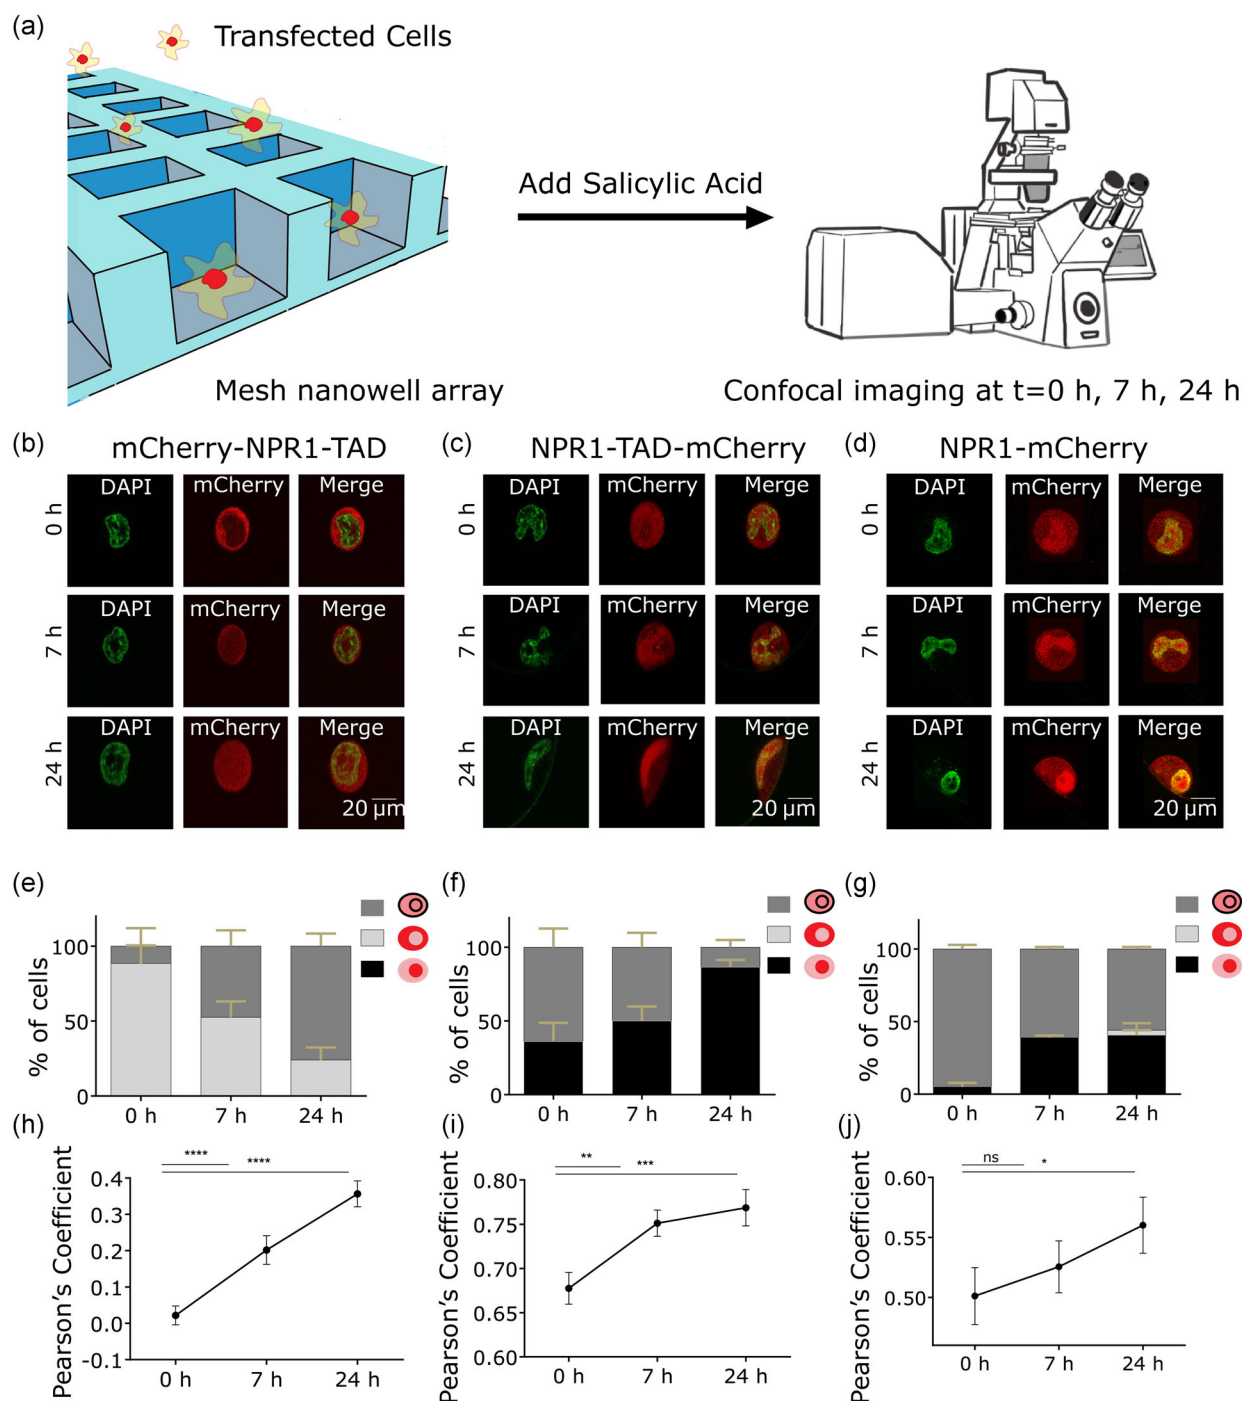 (a)
Transfected Cells
Add Salicylic Acid
Mesh nanowell array
Confocal imaging at t=0 h, 7 h, 24 h
(b)
mCherry-NPR1-TAD
(c)
NPR1-TAD-mCherry
(d)
NPR1-mCherry
0 h
DAPI
mCherry
Merge
7 h
DAPI
mCherry
Merge
24 h
DAPI
mCherry
Merge
20 µm
0 h
DAPI
mCherry
Merge
7 h
DAPI
mCherry
Merge
24 h
DAPI
mCherry
Merge
20 µm
0 h
DAPI
mCherry
Merge
7 h
DAPI
mCherry
Merge
24 h
DAPI
mCherry
Merge
20 µm
(e)
% of cells
100
50
0
0 h
7 h
24 h
(f)
% of cells
100
50
0
0 h
7 h
24 h
(g)
% of cells
100
50
0
0 h
7 h
24 h
(h)
Pearson's Coefficient
****
****
0.4
0.3
0.2
0.1
0.0
-0.1
0 h
7 h
24 h
(i)
Pearson's Coefficient
**
***
0.80
0.75
0.70
0.65
0.60
0 h
7 h
24 h
(j)
Pearson's Coefficient
ns
*
0.60
0.55
0.50
0 h
7 h
24 h